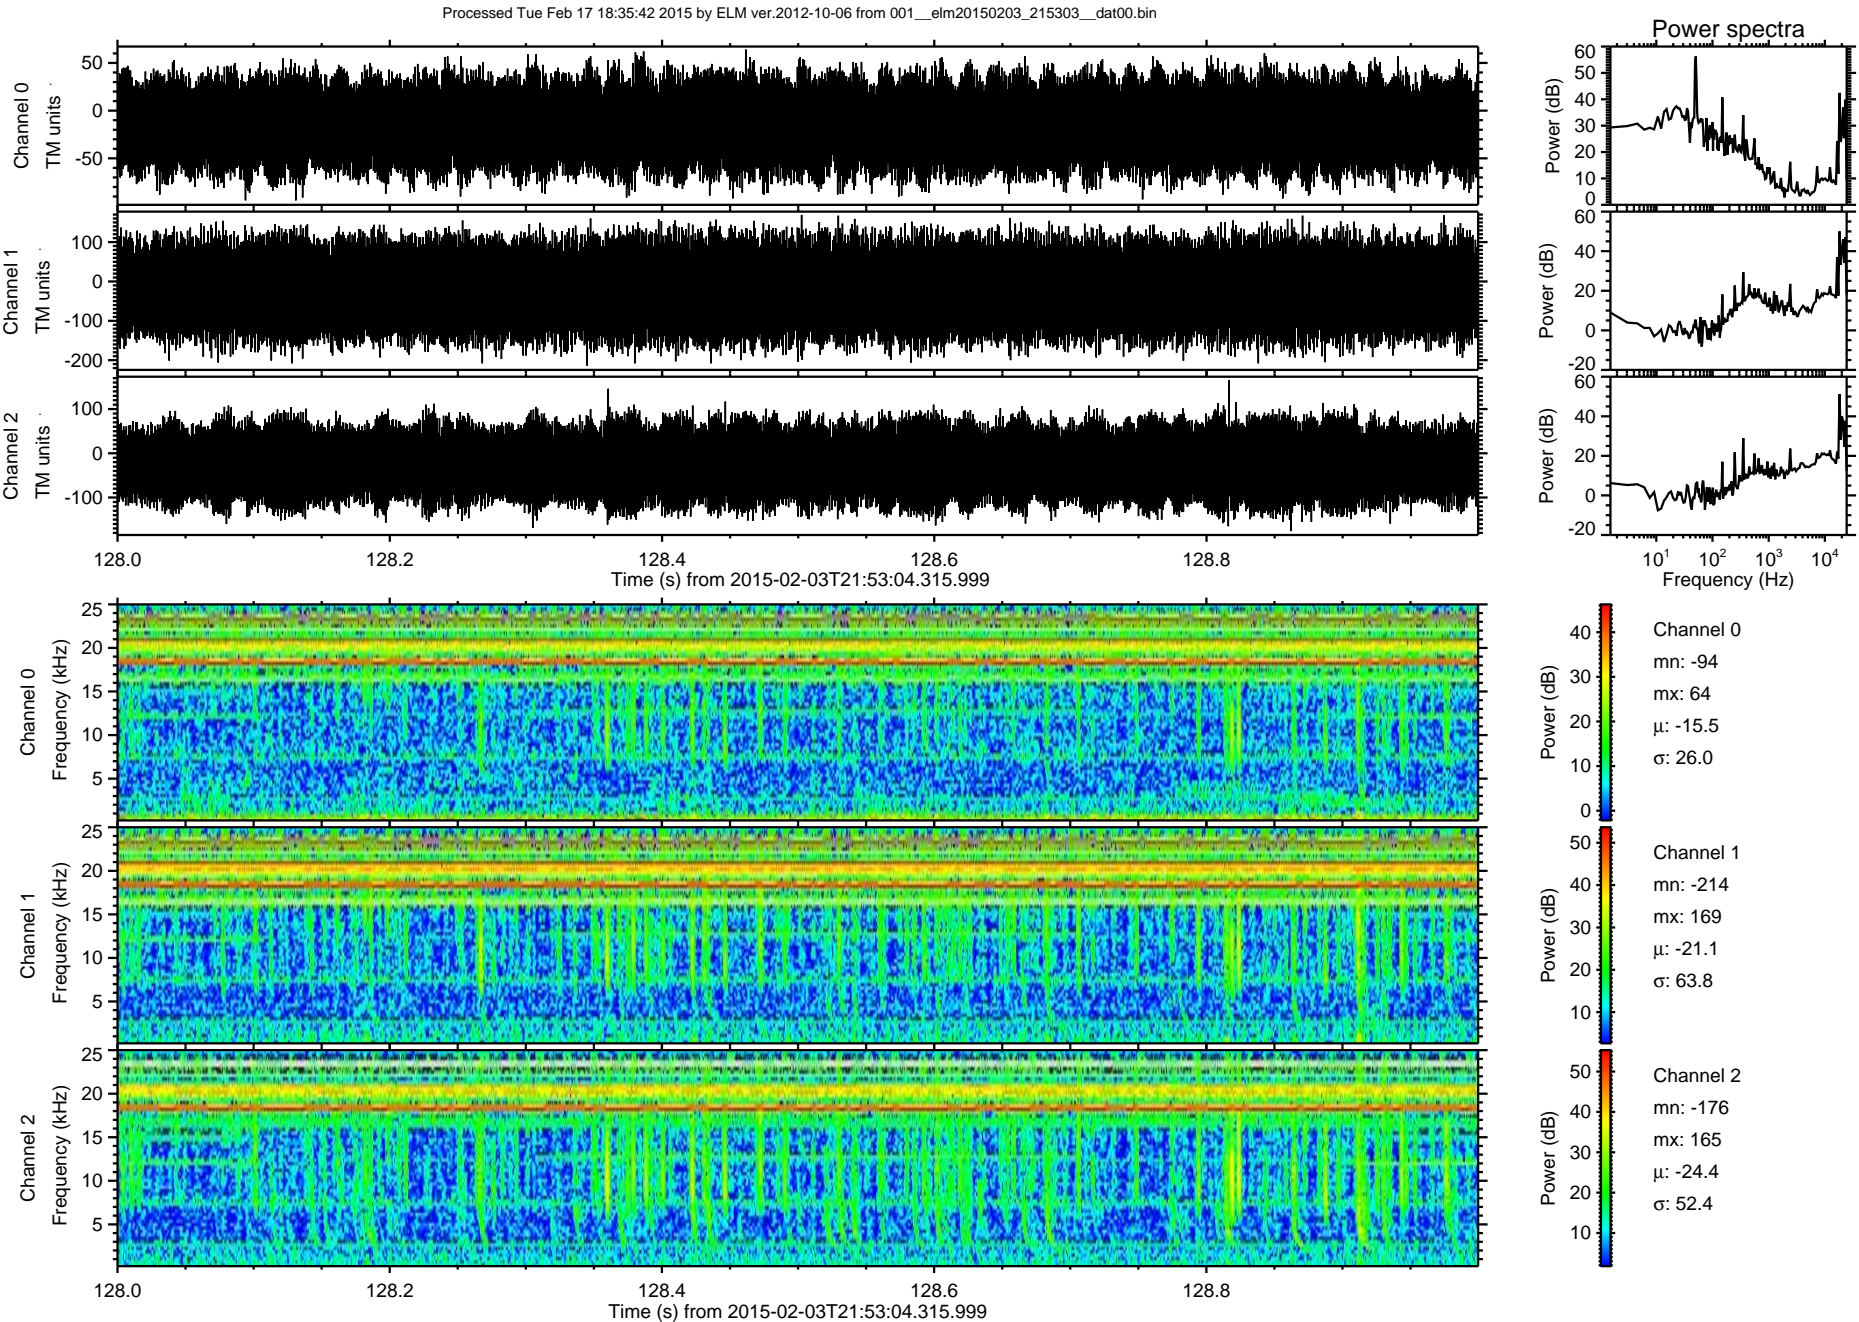 Processed Tue Feb 17 18:35:42 2015 by ELM ver.2012-10-06 from 001__elm20150203_215303__dat00.bin
Power spectra
Channel 0
TM units
50
0
-50
Power (dB)
60
50
40
30
20
10
0
Channel 1
TM units
100
0
-100
-200
Power (dB)
60
40
20
0
-20
Channel 2
TM units
100
0
-100
Power (dB)
60
40
20
0
-20
128.0 128.2 128.4 128.6 128.8
Time (s) from 2015-02-03T21:53:04.315.999
10¹ 10² 10³ 10⁴
Frequency (Hz)
Channel 0
Frequency (kHz)
25
20
15
10
5
Power (dB)
40
30
20
10
0
Channel 0
mn: -94
mx: 64
μ: -15.5
σ: 26.0
Channel 1
Frequency (kHz)
25
20
15
10
5
Power (dB)
50
40
30
20
10
Channel 1
mn: -214
mx: 169
μ: -21.1
σ: 63.8
Channel 2
Frequency (kHz)
25
20
15
10
5
Power (dB)
50
40
30
20
10
Channel 2
mn: -176
mx: 165
μ: -24.4
σ: 52.4
128.0 128.2 128.4 128.6 128.8
Time (s) from 2015-02-03T21:53:04.315.999